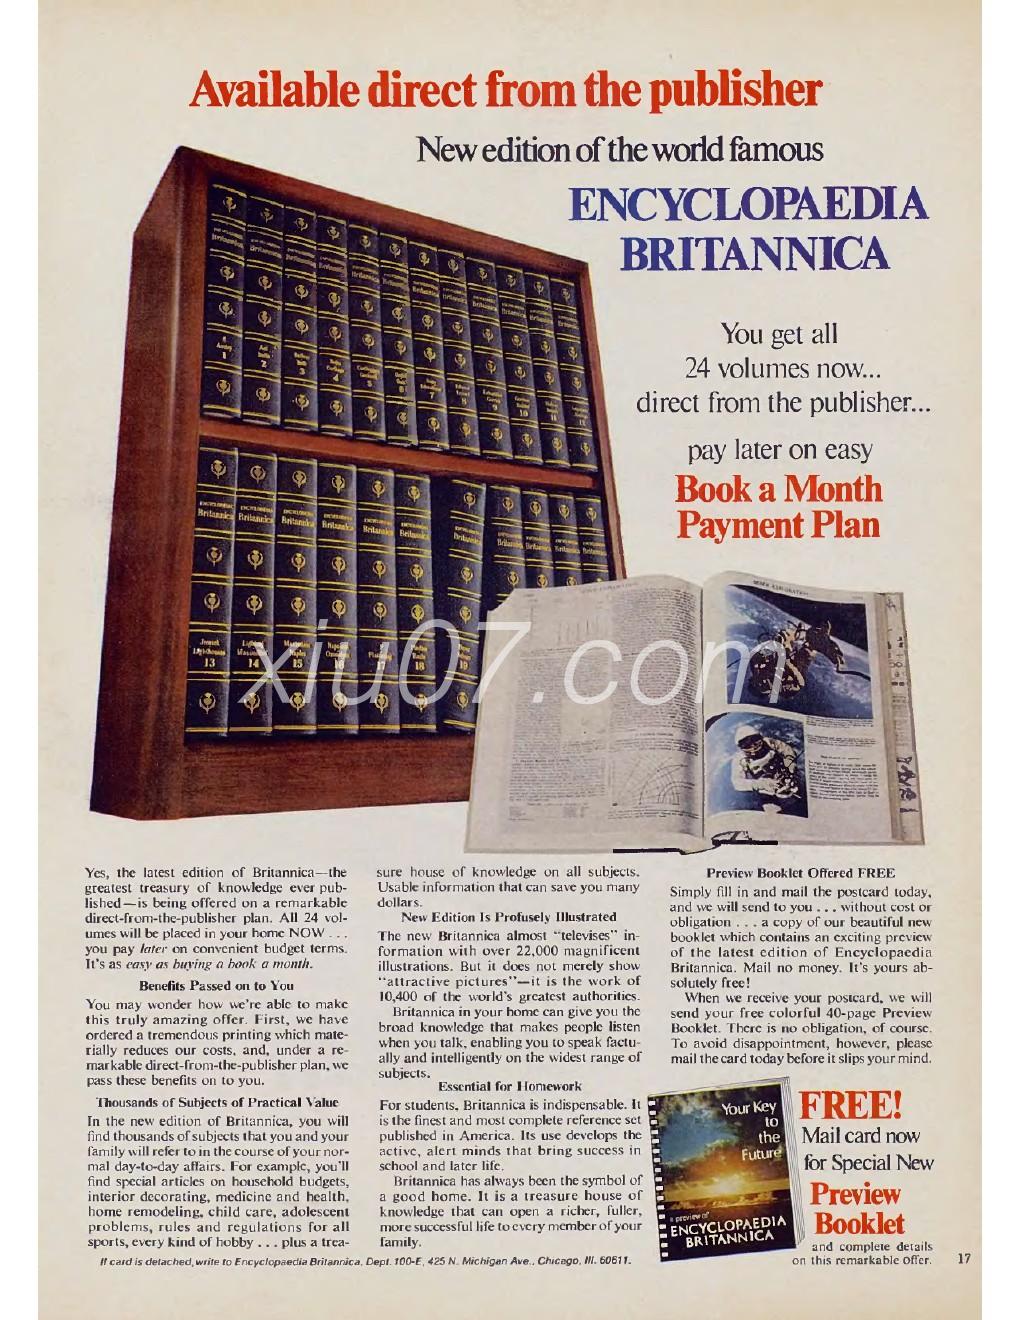 Available direct from the publisher
New edition of the world famous
ENCYCLOPAEDIA
BRITANNICA
You get all
24 volumes now...
direct from the publisher...
pay later on easy
Book a Month
Payment Plan
xiu07.com
Yes, the latest edition of Britannica—the
greatest treasury of knowledge ever pub-
lished—is being offered on a remarkable
direct-from-the-publisher plan. All 24 vol-
umes will be placed in your home NOW . . .
you pay later on convenient budget terms.
It's as easy as buying a book a month.
Benefits Passed on to You
You may wonder how we're able to make
this truly amazing offer. First, we have
ordered a tremendous printing which mate-
rially reduces our costs, and, under a re-
markable direct-from-the-publisher plan, we
pass these benefits on to you.
Thousands of Subjects of Practical Value
In the new edition of Britannica, you will
find thousands of subjects that you and your
family will refer to in the course of your nor-
mal day-to-day affairs. For example, you'll
find special articles on household budgets,
interior decorating, medicine and health,
home remodeling, child care, adolescent
problems, rules and regulations for all
sports, every kind of hobby . . . plus a trea-
sure house of knowledge on all subjects.
Usable information that can save you many
dollars.
New Edition Is Profusely Illustrated
The new Britannica almost "televises" in-
formation with over 22,000 magnificent
illustrations. But it does not merely show
"attractive pictures"—it is the work of
10,400 of the world's greatest authorities.
Britannica in your home can give you the
broad knowledge that makes people listen
when you talk, enabling you to speak factu-
ally and intelligently on the widest range of
subjects.
Essential for Homework
For students, Britannica is indispensable. It
is the finest and most complete reference set
published in America. Its use develops the
active, alert minds that bring success in
school and later life.
Britannica has always been the symbol of
a good home. It is a treasure house of
knowledge that can open a richer, fuller,
more successful life to every member of your
family.
Preview Booklet Offered FREE
Simply fill in and mail the postcard today,
and we will send to you . . . without cost or
obligation . . . a copy of our beautiful new
booklet which contains an exciting preview
of the latest edition of Encyclopaedia
Britannica. Mail no money. It's yours ab-
solutely free!
When we receive your postcard, we will
send your free colorful 40-page Preview
Booklet. There is no obligation, of course.
To avoid disappointment, however, please
mail the card today before it slips your mind.
Your Key
to
the
Future
a preview of
ENCYCLOPAEDIA
BRITANNICA
FREE!
Mail card now
for Special New
Preview
Booklet
and complete details
on this remarkable offer.
If card is detached, write to Encyclopaedia Britannica, Dept. 100-E, 425 N. Michigan Ave., Chicago, Ill. 60611.
17